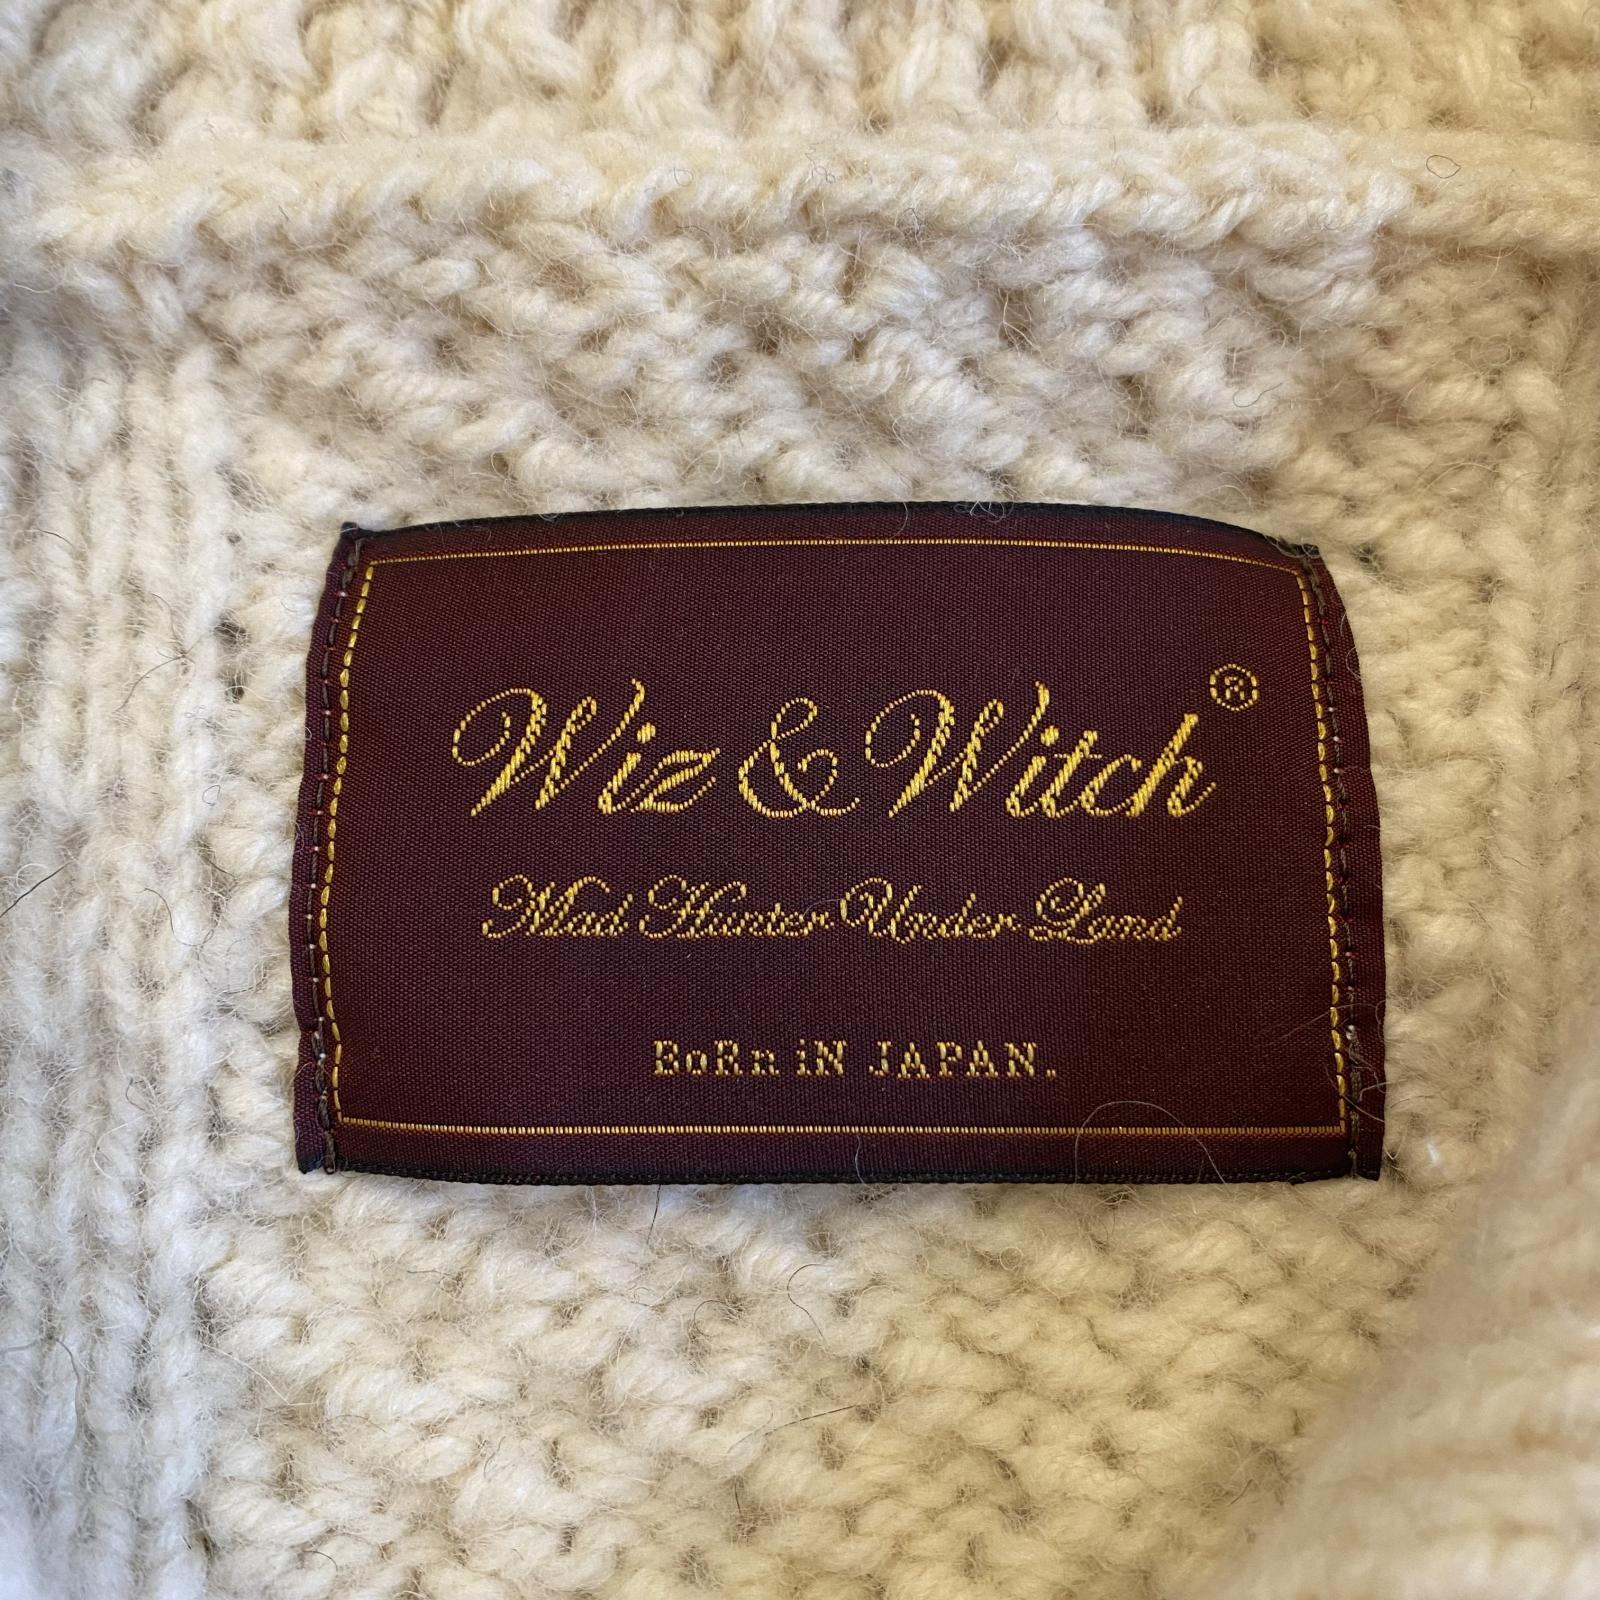 Wiz & Witch®
Mad Hunter Under Land
BoRn iN JAPAN.